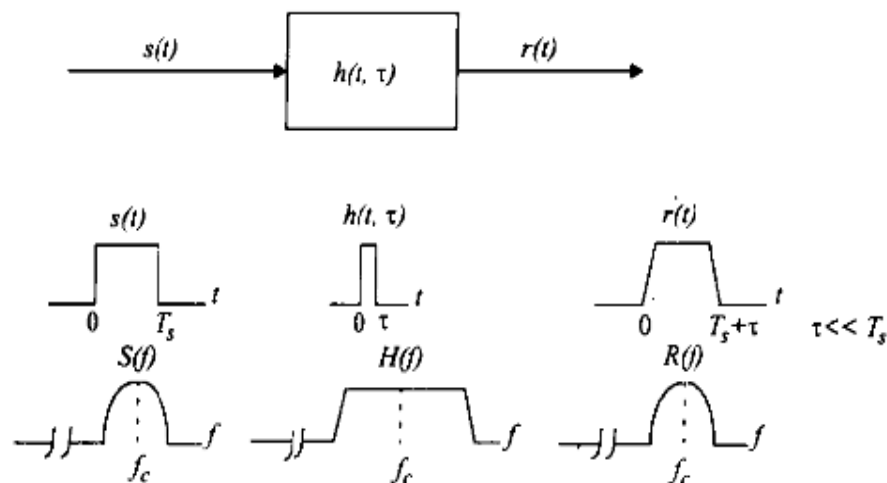 s(t) h(t, τ) r(t)
s(t) h(t, τ) r(t)
t t t
0 T_s 0 τ 0 T_s+τ τ<< T_s
S(f) H(f) R(f)
f f f
f_c f_c f_c